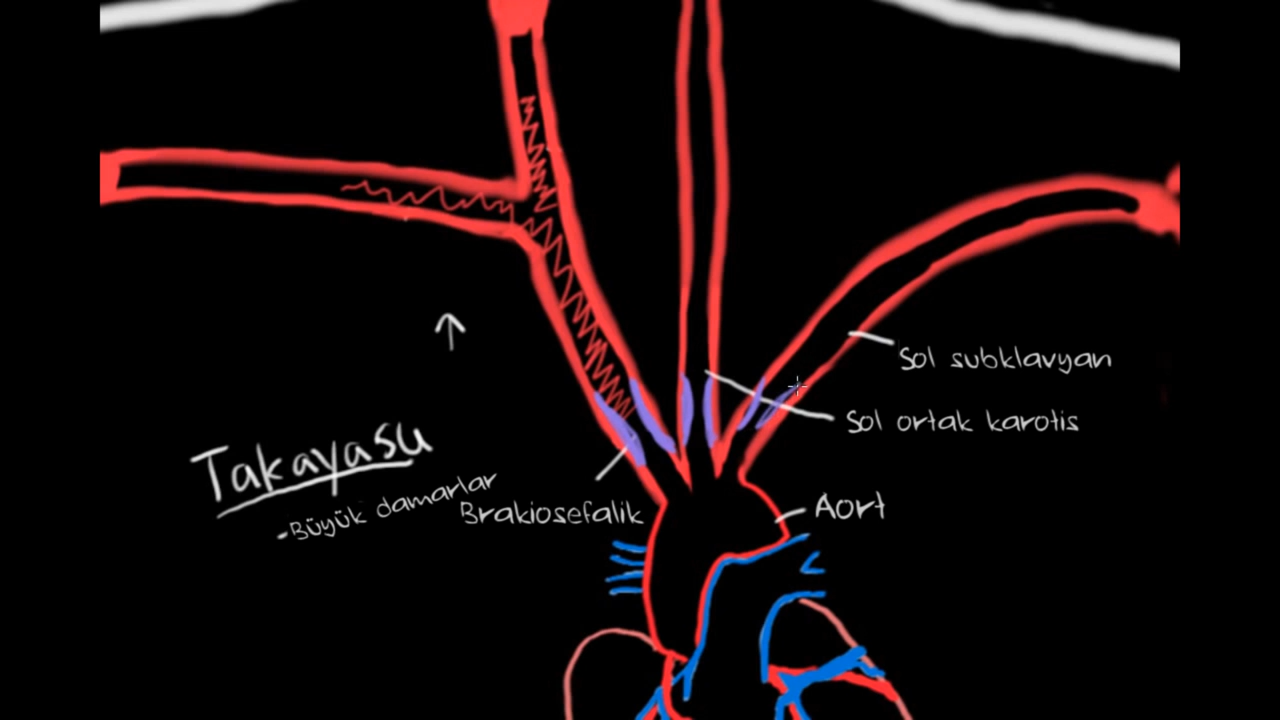 Sol subklavyan
Sol ortak karotis
Takayasu
-Büyük damarlar
Brakiosefalik
Aort